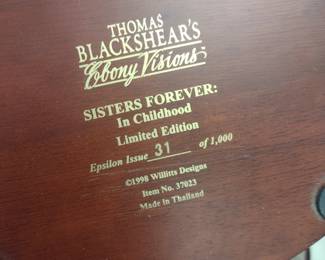 THOMAS
BLACKSHEAR'S
Ebony Visions
SISTERS FOREVER:
In Childhood
Limited Edition
Epsilon Issue 31 of 1,000
©1998 Willitts Designs
Item No. 37023
Made in Thailand